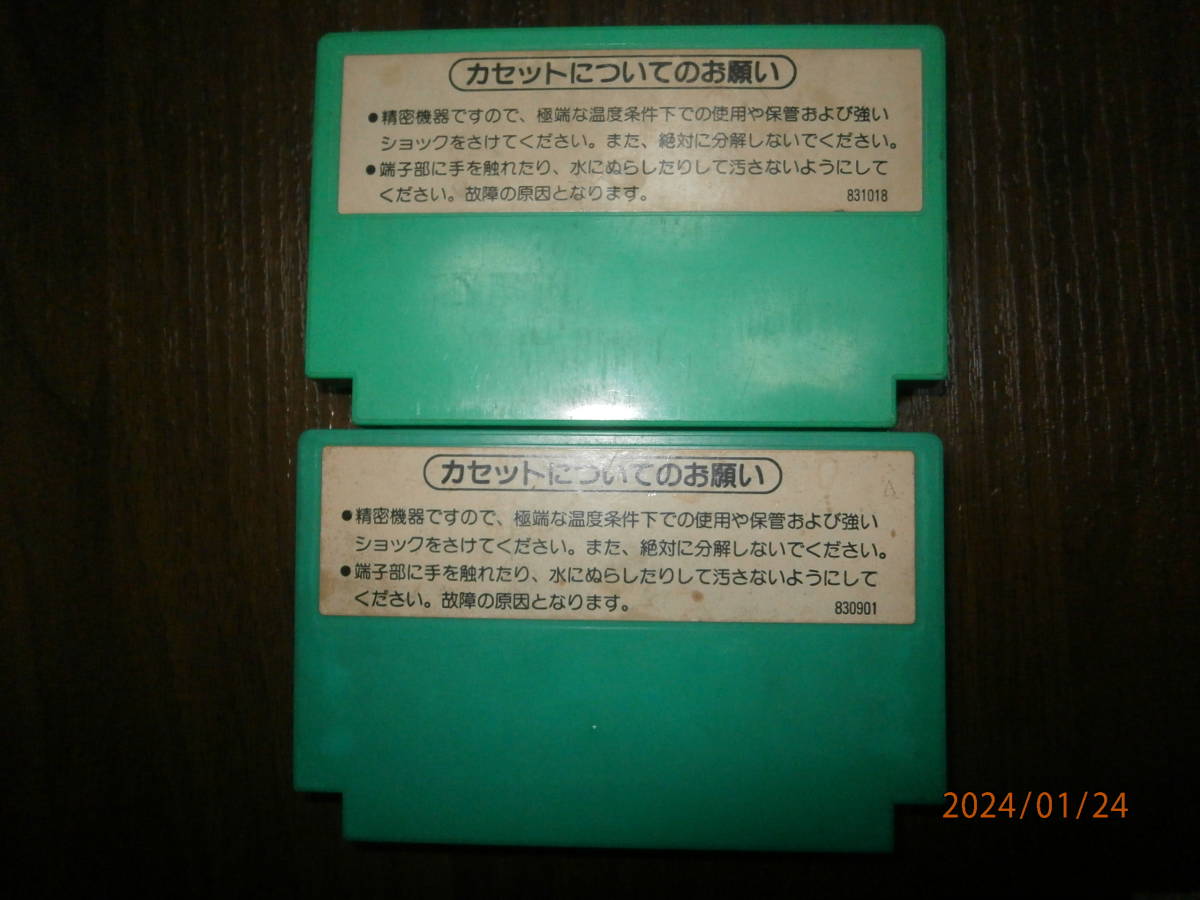 カセットについてのお願い
●精密機器ですので、極端な温度条件下での使用や保管および強い
ショックをさけてください。また、絶対に分解しないでください。
●端子部に手を触れたり、水にぬらしたりして汚さないようにして
ください。故障の原因となります。 831018
カセットについてのお願い
●精密機器ですので、極端な温度条件下での使用や保管および強い
ショックをさけてください。また、絶対に分解しないでください。
●端子部に手を触れたり、水にぬらしたりして汚さないようにして
ください。故障の原因となります。 830901
2024/01/24